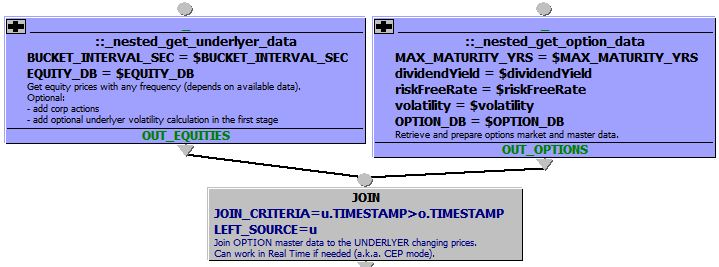 ::_nested_get_underlyer_data
BUCKET_INTERVAL_SEC = $BUCKET_INTERVAL_SEC
EQUITY_DB = $EQUITY_DB
Get equity prices with any frequency (depends on available data).
Optional:
- add corp actions
- add optional underlyer volatility calculation in the first stage
OUT_EQUITIES
::_nested_get_option_data
MAX_MATURITY_YRS = $MAX_MATURITY_YRS
dividendYield = $dividendYield
riskFreeRate = $riskFreeRate
volatility = $volatility
OPTION_DB = $OPTION_DB
Retrieve and prepare options market and master data.
OUT_OPTIONS
JOIN
JOIN_CRITERIA=u.TIMESTAMP>o.TIMESTAMP
LEFT_SOURCE=u
Join OPTION master data to the UNDERLYER changing prices.
Can work in Real Time if needed (a.k.a. CEP mode).